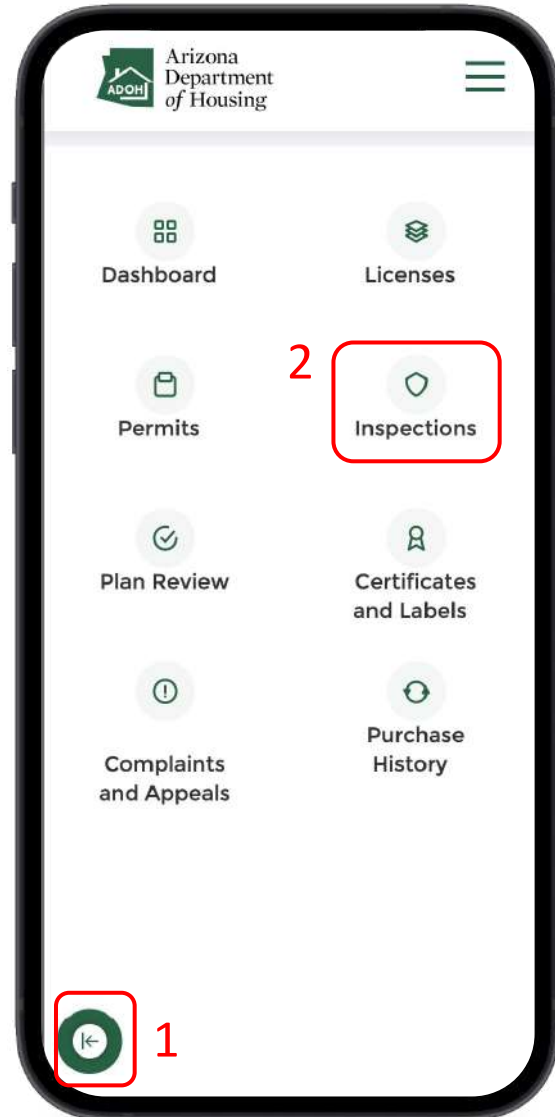 ADOH
Arizona
Department
of Housing
Dashboard
Licenses
2
Permits
Inspections
Plan Review
Certificates
and Labels
Complaints
and Appeals
Purchase
History
1